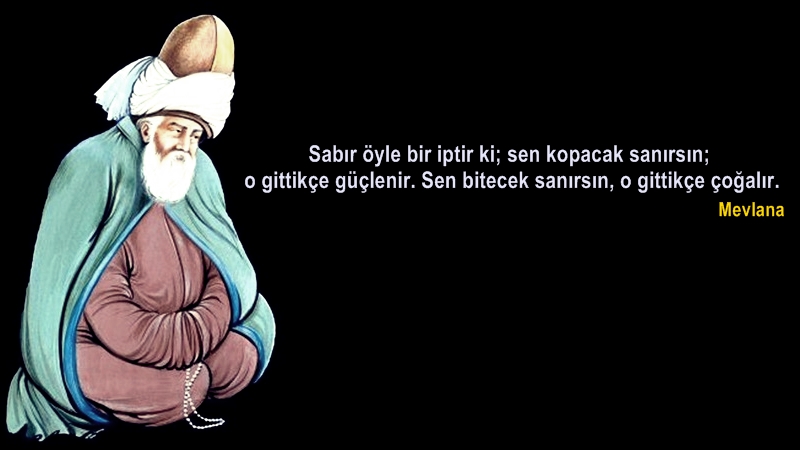 Sabır öyle bir iptir ki; sen kopacak sanırsın;
o gittikçe güçlenir. Sen bitecek sanırsın, o gittikçe çoğalır.
Mevlana